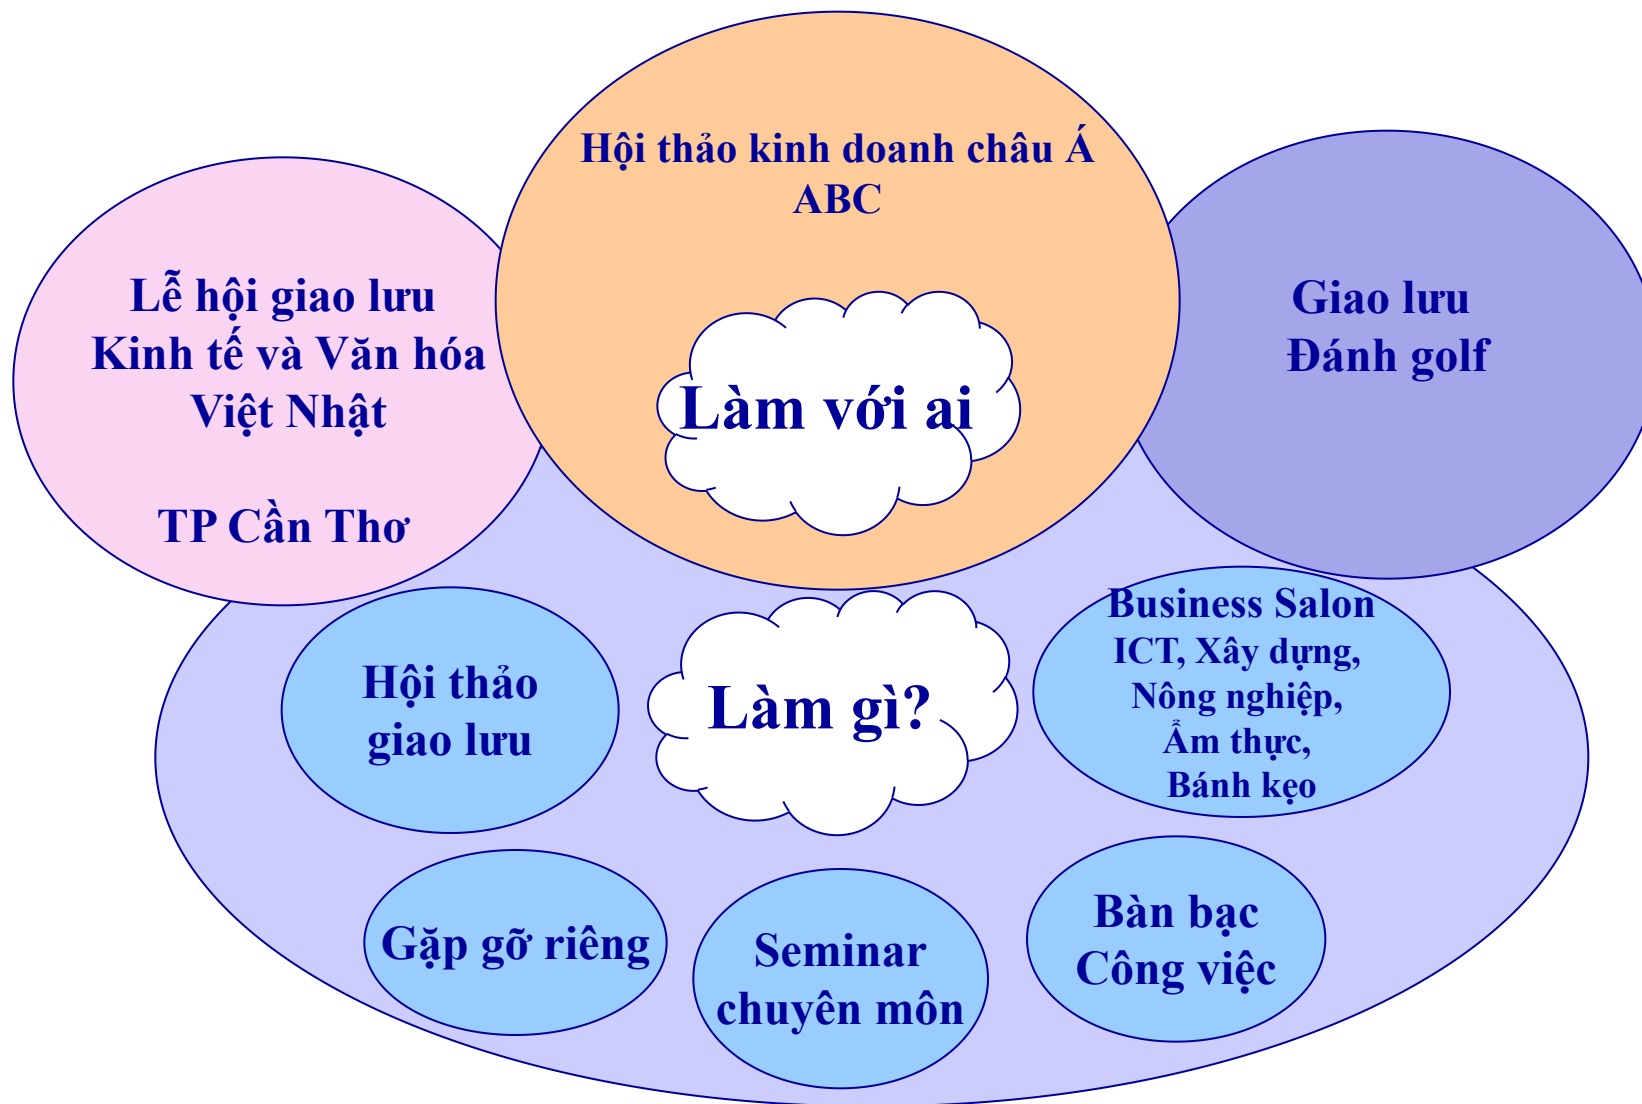 Hội thảo kinh doanh châu Á
ABC
Lễ hội giao lưu
Kinh tế và Văn hóa
Việt Nhật
TP Cần Thơ
Làm với ai
Giao lưu
Đánh golf
Hội thảo
giao lưu
Làm gì?
Business Salon
ICT, Xây dựng,
Nông nghiệp,
Ẩm thực,
Bánh kẹo
Gặp gỡ riêng
Seminar
chuyên môn
Bàn bạc
Công việc